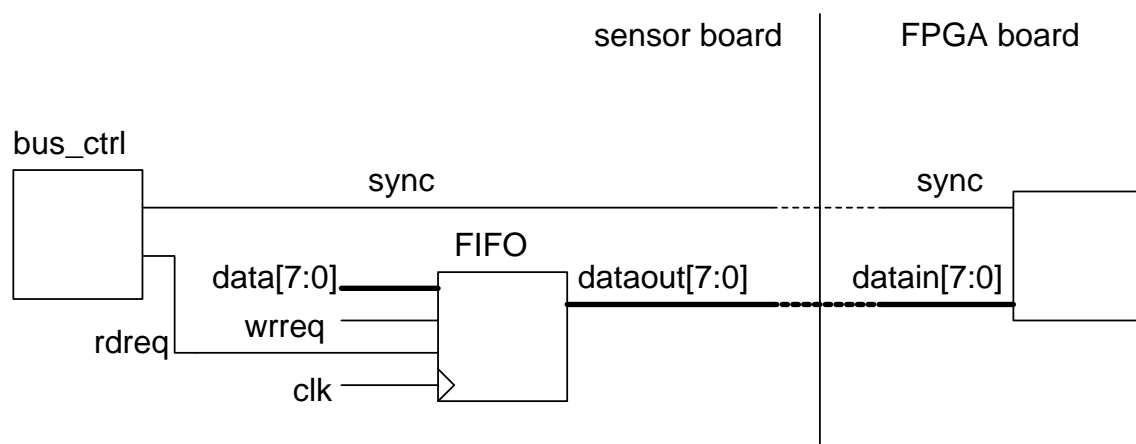 sensor board
FPGA board
bus_ctrl
sync
sync
FIFO
data[7:0]
dataout[7:0]
datain[7:0]
wrreq
rdreq
clk